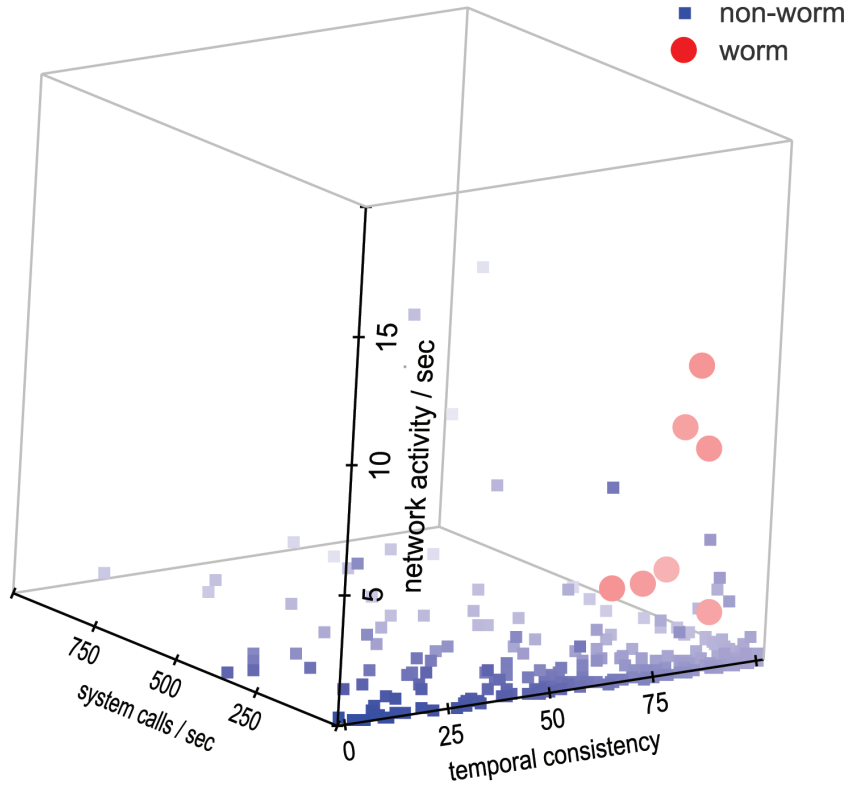 non-worm
worm
15
10
5
network activity / sec
750
500
250
system calls / sec
0
25
50
75
temporal consistency